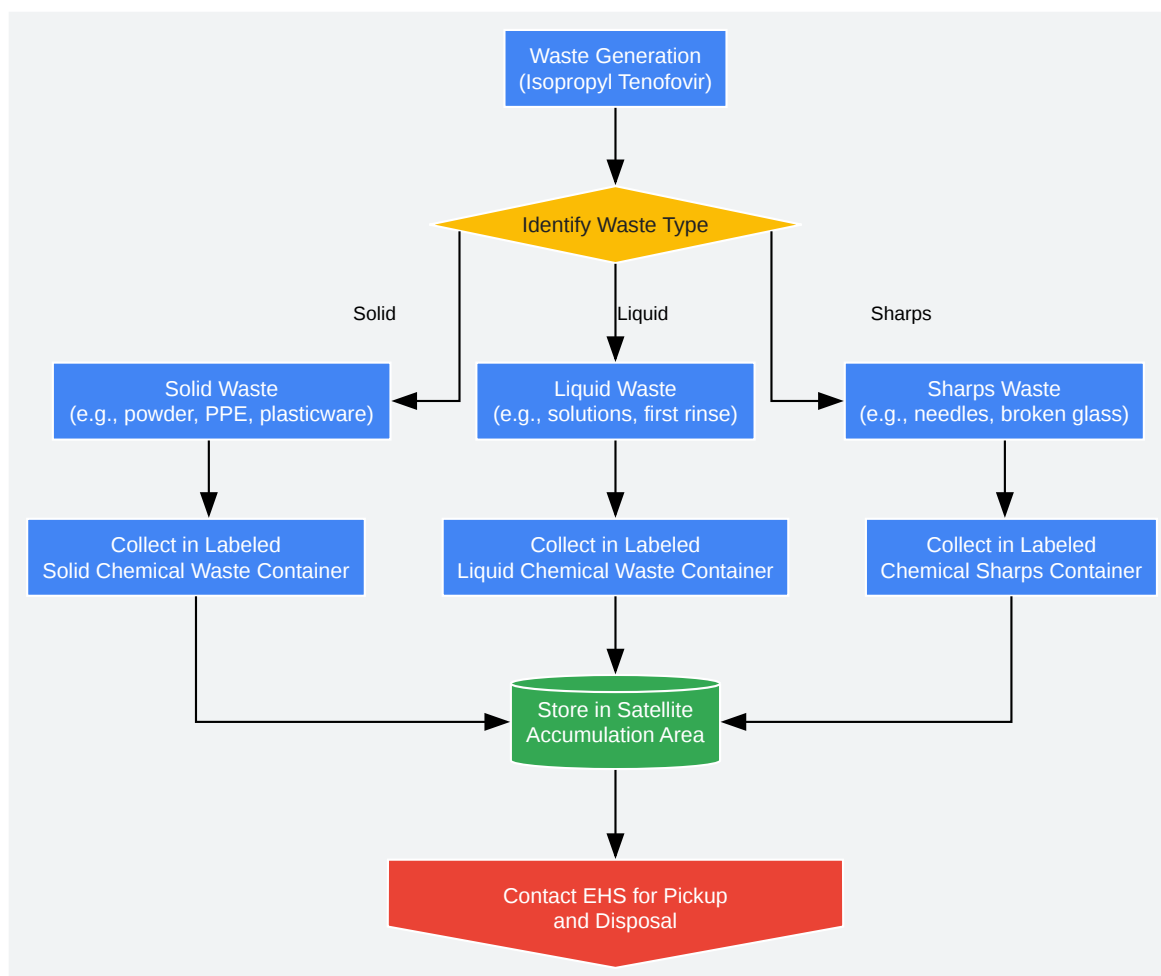 Waste Generation
(Isopropyl Tenofovir)
Identify Waste Type
Solid
Liquid
Sharps
Solid Waste
(e.g., powder, PPE, plasticware)
Liquid Waste
(e.g., solutions, first rinse)
Sharps Waste
(e.g., needles, broken glass)
Collect in Labeled
Solid Chemical Waste Container
Collect in Labeled
Liquid Chemical Waste Container
Collect in Labeled
Chemical Sharps Container
Store in Satellite
Accumulation Area
Contact EHS for Pickup
and Disposal